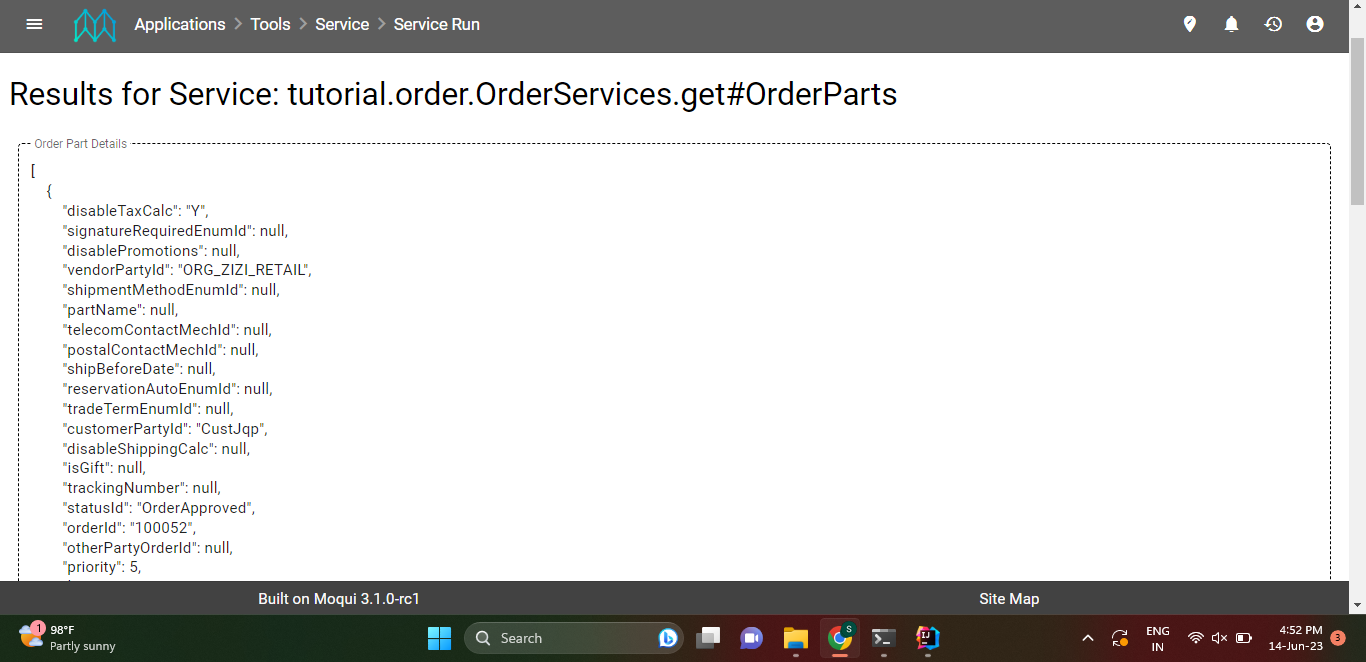 Applications > Tools > Service > Service Run
Results for Service: tutorial.order.OrderServices.get#OrderParts
Order Part Details
[
{
"disableTaxCalc": "Y",
"signatureRequiredEnumId": null,
"disablePromotions": null,
"vendorPartyId": "ORG_ZIZI_RETAIL",
"shipmentMethodEnumId": null,
"partName": null,
"telecomContactMechId": null,
"postalContactMechId": null,
"shipBeforeDate": null,
"reservationAutoEnumId": null,
"tradeTermEnumId": null,
"customerPartyId": "CustJqp",
"disableShippingCalc": null,
"isGift": null,
"trackingNumber": null,
"statusId": "OrderApproved",
"orderId": "100052",
"otherPartyOrderId": null,
"priority": 5,
Built on Moqui 3.1.0-rc1
Site Map
1
98°F
Partly sunny
Search
S
ENG
IN
4:52 PM
14-Jun-23
3